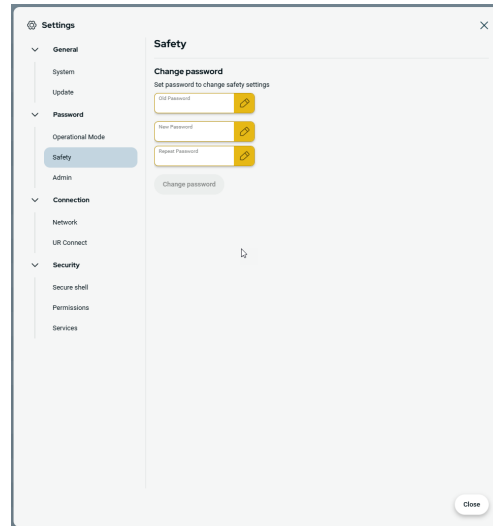 Settings
General
System
Update
Password
Operational Mode
Safety
Admin
Connection
Network
UR Connect
Security
Secure shell
Permissions
Services
Safety
Change password
Set password to change safety settings
Old Password
New Password
Repeat Password
Change password
Close